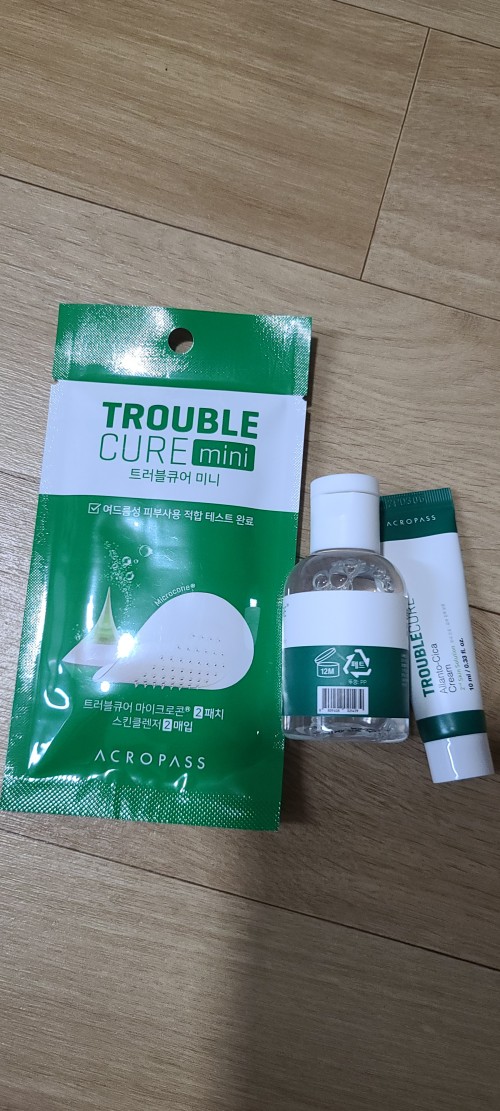 TROUBLE
CURE mini
트러블큐어 미니
여드름성 피부사용 적합 테스트 완료
Microcone®
트러블큐어 마이크로콘® 2 패치
스킨클렌저 2 매입
ACROPASS
12M
페트
ACROPASS
TROUBLECURE
Allanto-Cica
Cream
10 ml / 0.33 fl. oz.